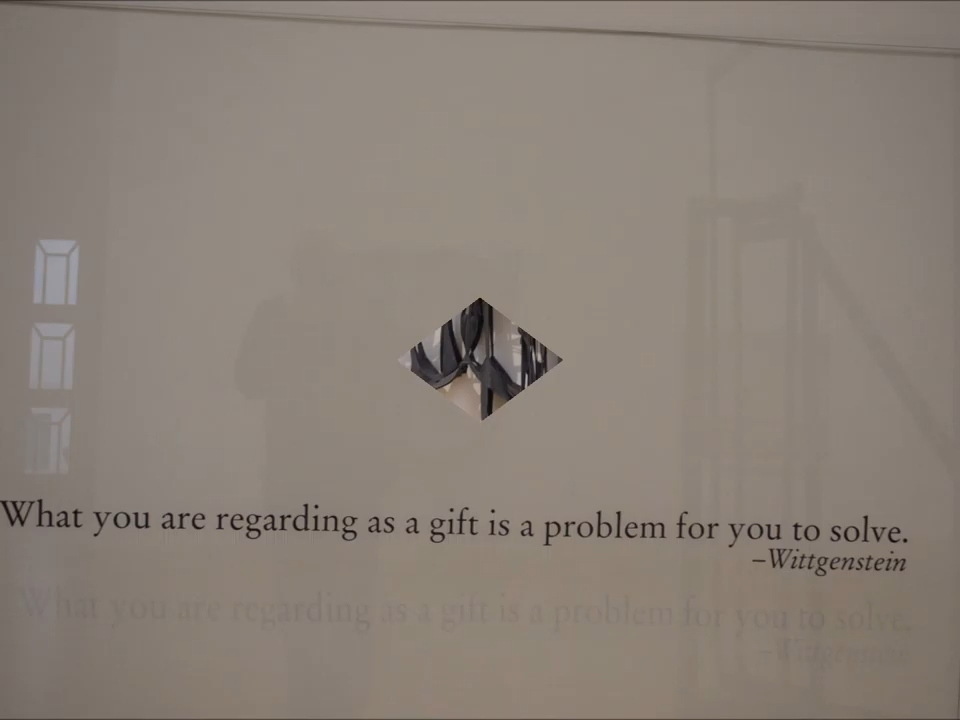 What you are regarding as a gift is a problem for you to solve.
–Wittgenstein